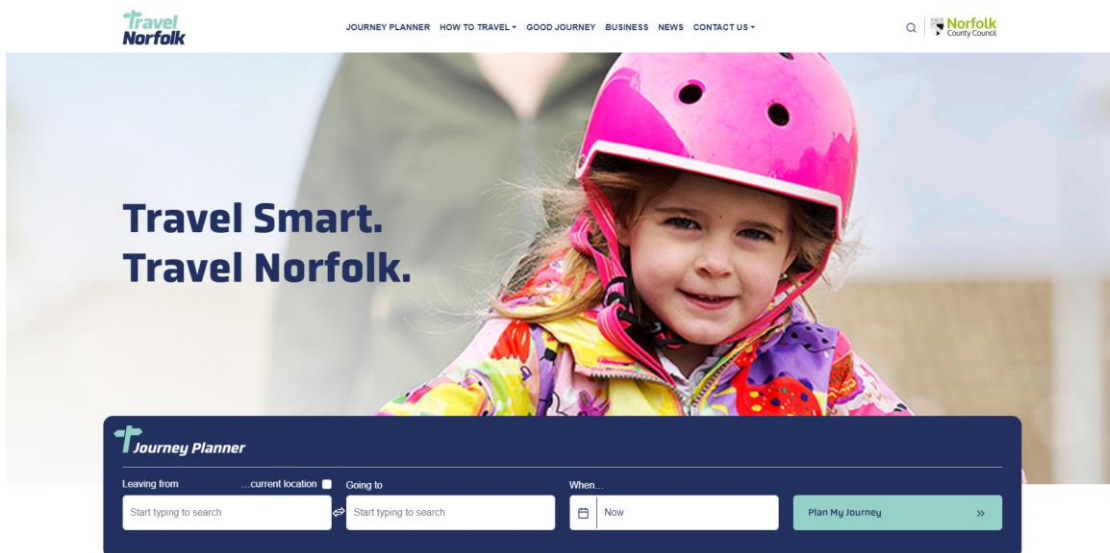 Travel
Norfolk
JOURNEY PLANNER HOW TO TRAVEL GOOD JOURNEY BUSINESS NEWS CONTACT US
Norfolk
County Council
Travel Smart.
Travel Norfolk.
Journey Planner
Leaving from ...current location Going to When...
Start typing to search Start typing to search Now Plan My Journey »